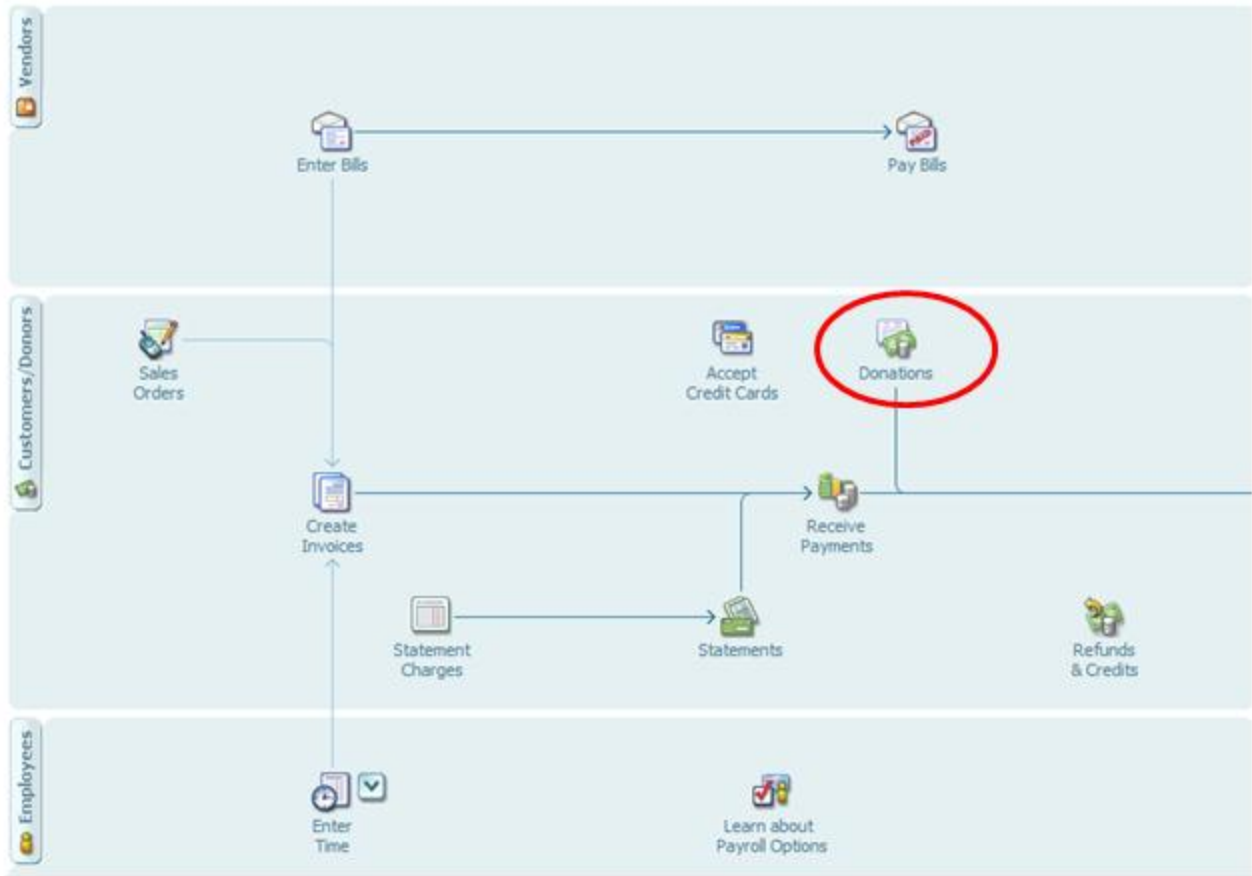 Vendors
Enter Bills
Pay Bills
Customers/Donors
Sales
Orders
Accept
Credit Cards
Donations
Create
Invoices
Receive
Payments
Statement
Charges
Statements
Refunds
& Credits
Employees
Enter
Time
Learn about
Payroll Options